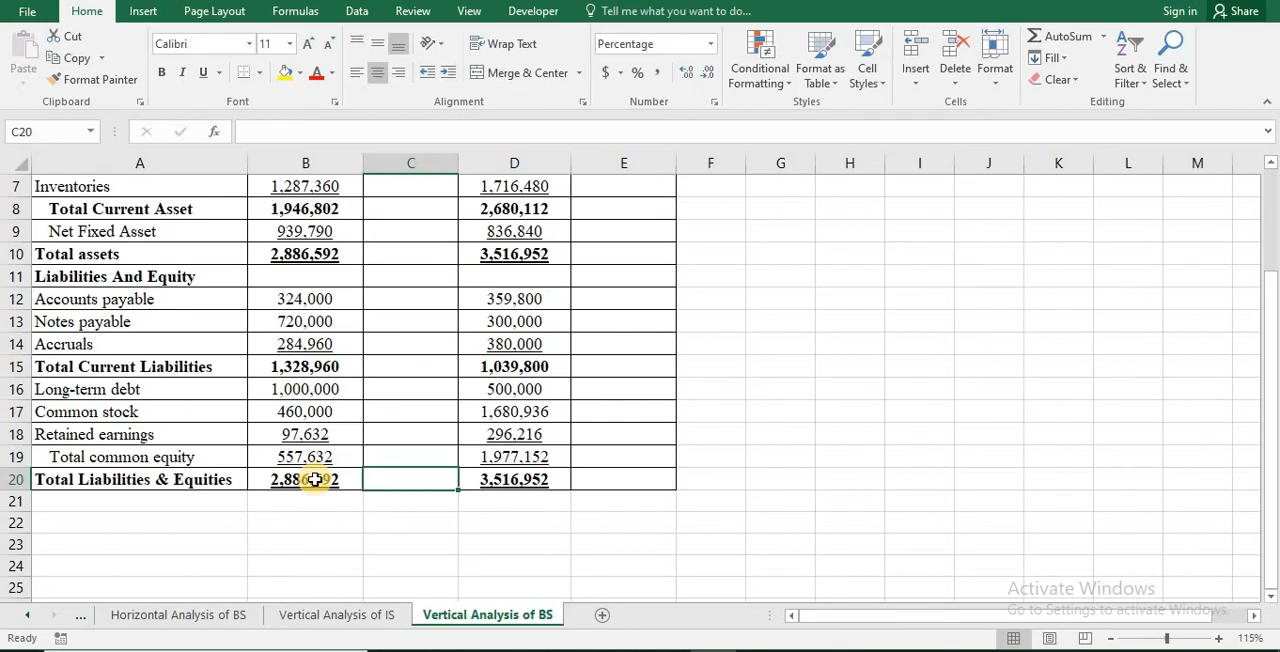 File Home Insert Page Layout Formulas Data Review View Developer Tell me what you want to do... Sign in Share
Paste Cut Copy Format Painter Clipboard
Calibri 11 A A B I U A Font
Wrap Text Merge & Center Alignment
Percentage $ % , Number
Conditional Formatting Format as Table Cell Styles Styles
Insert Delete Format Cells
AutoSum Fill Clear Sort & Filter Find & Select Editing
C20 fx
A B C D E F G H I J K L M
7 Inventories 1,287,360 1,716,480
8 Total Current Asset 1,946,802 2,680,112
9 Net Fixed Asset 939,790 836,840
10 Total assets 2,886,592 3,516,952
11 Liabilities And Equity
12 Accounts payable 324,000 359,800
13 Notes payable 720,000 300,000
14 Accruals 284,960 380,000
15 Total Current Liabilities 1,328,960 1,039,800
16 Long-term debt 1,000,000 500,000
17 Common stock 460,000 1,680,936
18 Retained earnings 97,632 296,216
19 Total common equity 557,632 1,977,152
20 Total Liabilities & Equities 2,886,592 3,516,952
21
22
23
24
25
Activate Windows
Go to Settings to activate Windows.
... Horizontal Analysis of BS Vertical Analysis of IS Vertical Analysis of BS
Ready 115%